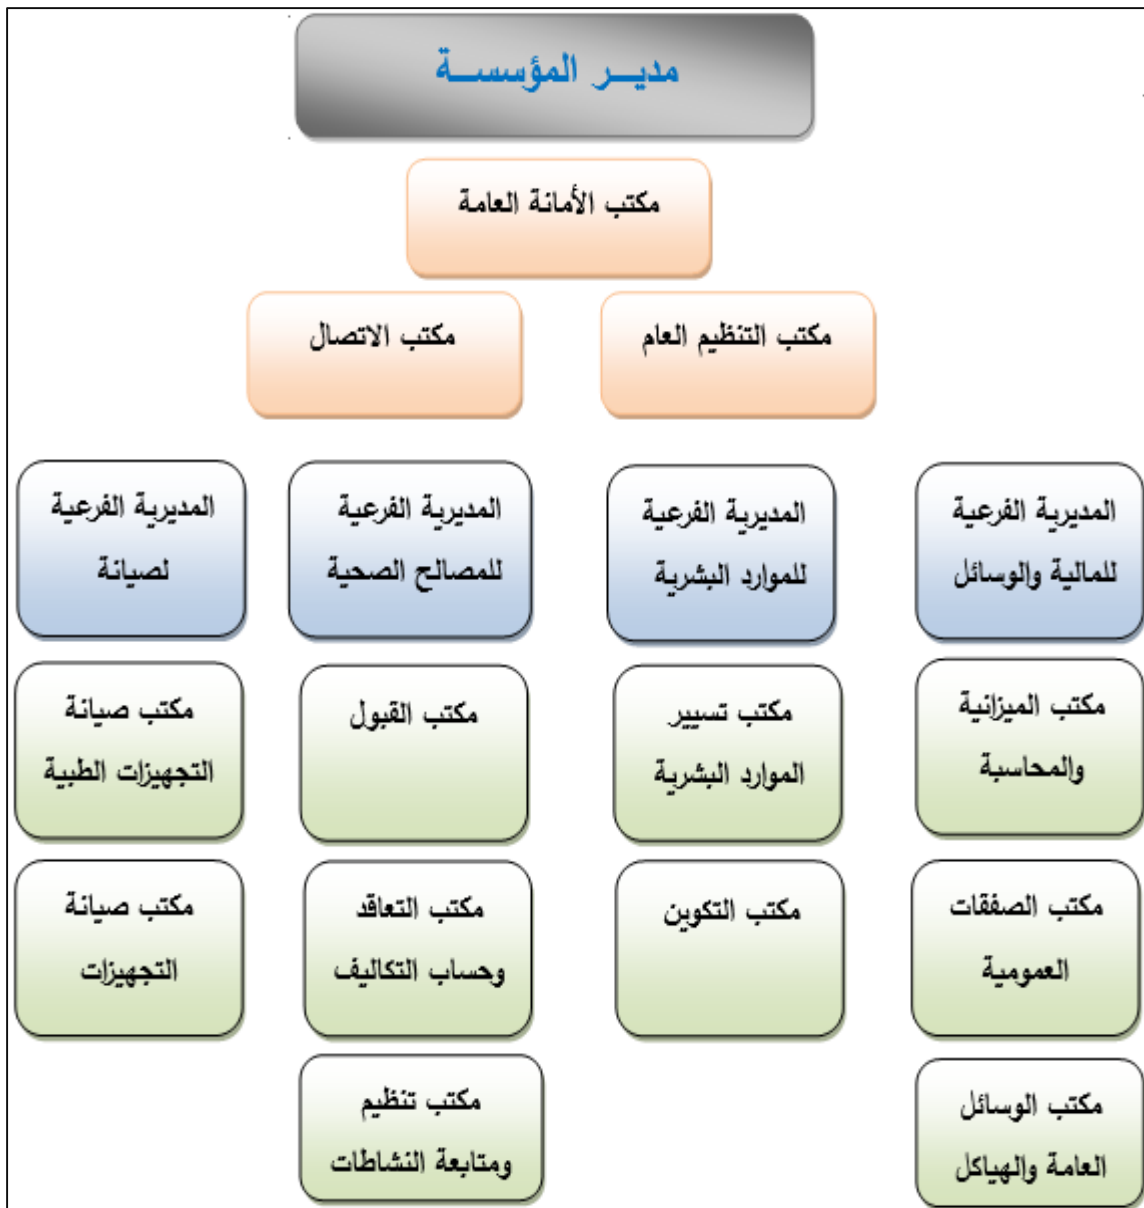 مديـــر المؤسســـة
مكتب الأمانة العامة
مكتب التنظيم العام
مكتب الاتصال
المديرية الفرعية
للمالية والوسائل
المديرية الفرعية
للموارد البشرية
المديرية الفرعية
للمصالح الصحية
المديرية الفرعية
لصيانة
مكتب الميزانية
والمحاسبة
مكتب تسيير
الموارد البشرية
مكتب القبول
مكتب صيانة
التجهيزات الطبية
مكتب الصفقات
العمومية
مكتب التكوين
مكتب التعاقد
وحساب التكاليف
مكتب صيانة
التجهيزات
مكتب الوسائل
العامة والهياكل
مكتب تنظيم
ومتابعة النشاطات